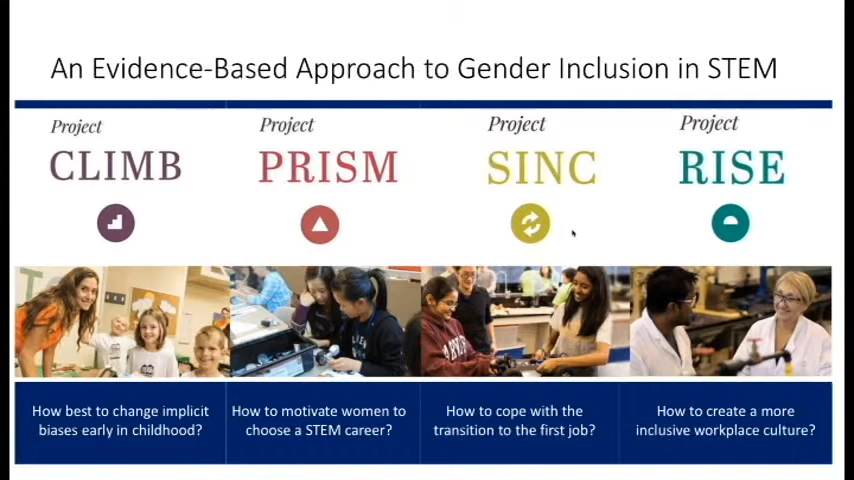 An Evidence-Based Approach to Gender Inclusion in STEM
Project
CLIMB
Project
PRISM
Project
SINC
Project
RISE
How best to change implicit
biases early in childhood?
How to motivate women to
choose a STEM career?
How to cope with the
transition to the first job?
How to create a more
inclusive workplace culture?